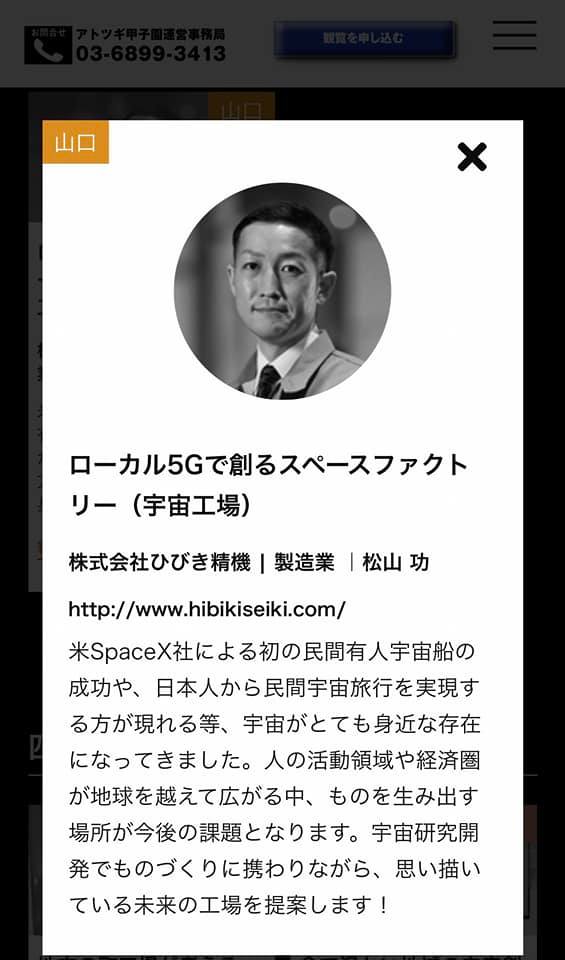 お問合せ
アトツギ甲子園運営事務局
03-6899-3413
観覧を申し込む
山口
山口
ローカル5Gで創るスペースファクト
リー（宇宙工場）
株式会社ひびき精機 | 製造業 ｜松山 功
http://www.hibikiseiki.com/
米SpaceX社による初の民間有人宇宙船の
成功や、日本人から民間宇宙旅行を実現す
る方が現れる等、宇宙がとても身近な存在
になってきました。人の活動領域や経済圏
が地球を越えて広がる中、ものを生み出す
場所が今後の課題となります。宇宙研究開
発でものづくりに携わりながら、思い描い
ている未来の工場を提案します！